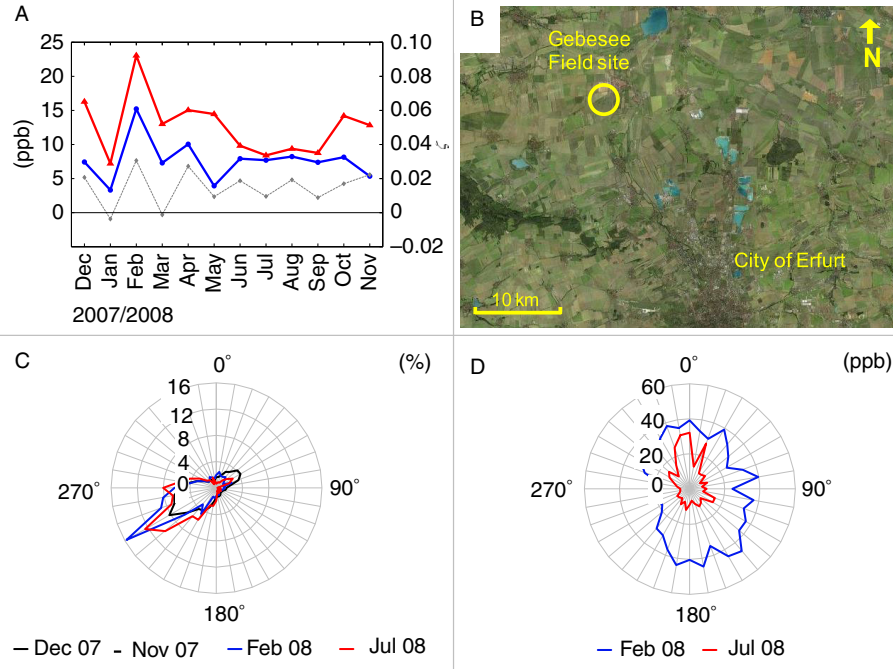 A
25
20
15
10
5
0
(ppb)
0.10
0.08
0.06
0.04
0.02
0
−0.02
ξ
Dec
Jan
Feb
Mar
Apr
May
Jun
Jul
Aug
Sep
Oct
Nov
2007/2008
B
Gebesee
Field site
N
City of Erfurt
10 km
C
(%)
0°
16
12
8
4
0
270°
90°
180°
Dec 07 - Nov 07 Feb 08 Jul 08
D
(ppb)
0°
60
40
20
0
270°
90°
180°
Feb 08 Jul 08